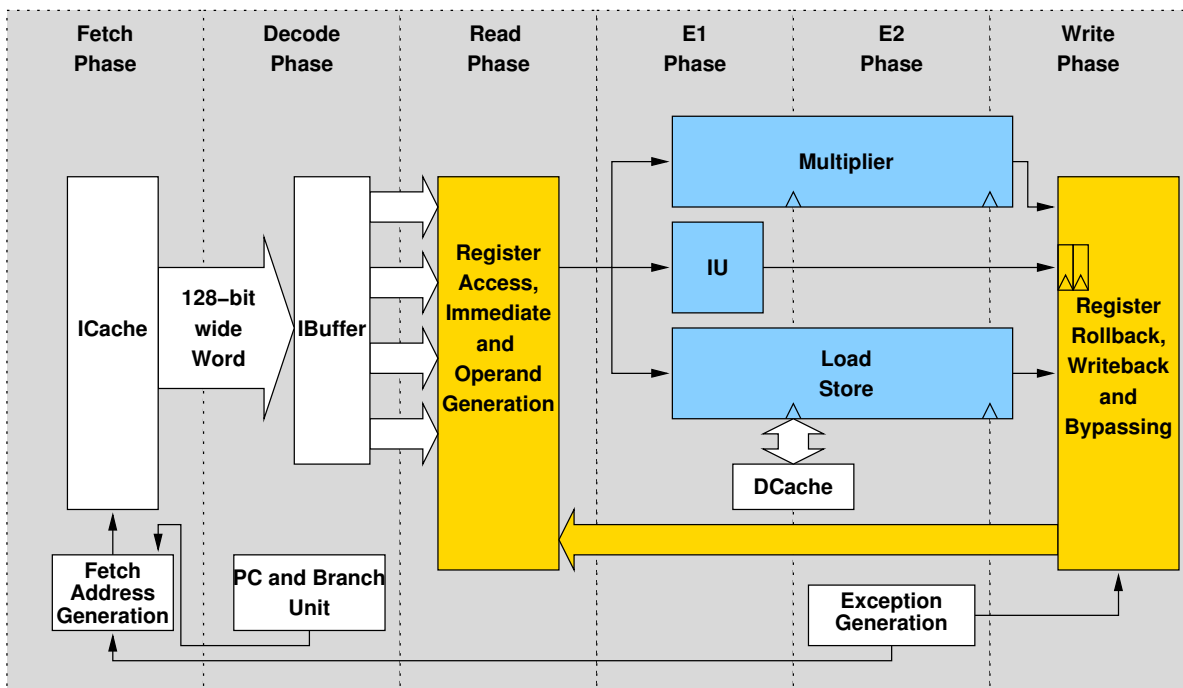 Fetch
Phase
Decode
Phase
Read
Phase
E1
Phase
E2
Phase
Write
Phase
ICache
128–bit
wide
Word
IBuffer
Register
Access,
Immediate
and
Operand
Generation
Multiplier
IU
Load
Store
DCache
Register
Rollback,
Writeback
and
Bypassing
Fetch
Address
Generation
PC and Branch
Unit
Exception
Generation